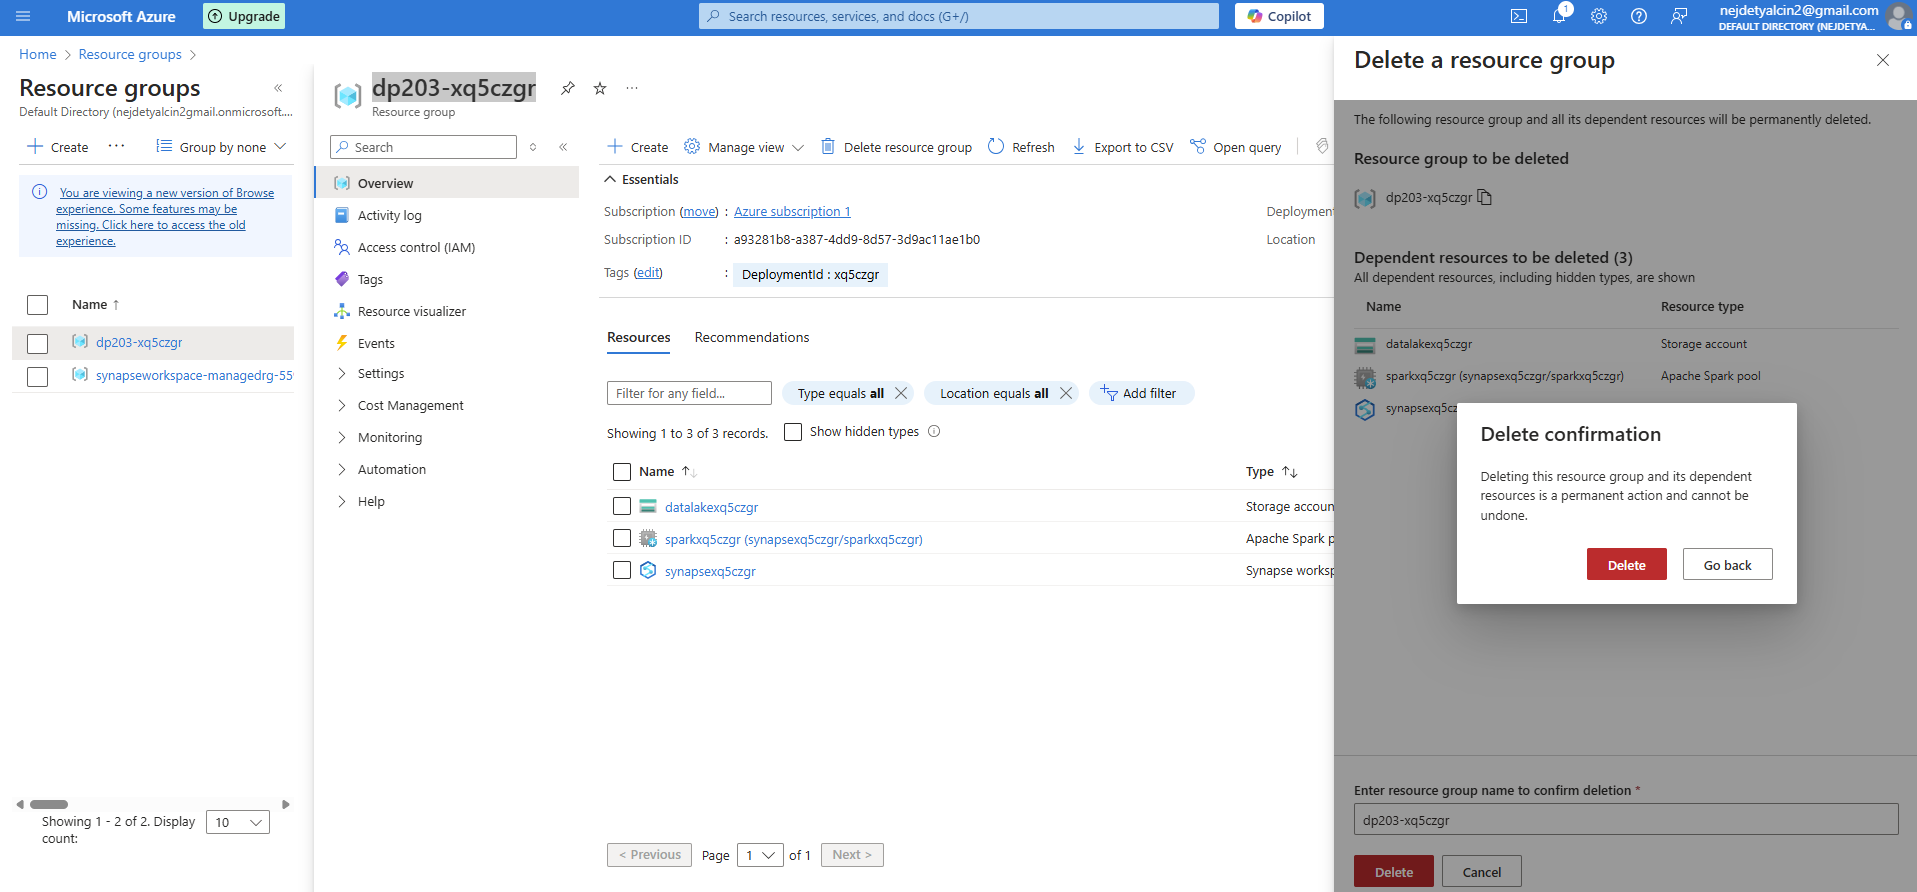 Microsoft Azure
Upgrade
Search resources, services, and docs (G+/)
Copilot
1
nejdetyalcin2@gmail.com
DEFAULT DIRECTORY (NEJDETYA...
Home > Resource groups >
Resource groups
Default Directory (nejdetyalcin2gmail.onmicrosoft....
Create
Group by none
You are viewing a new version of Browse
experience. Some features may be
missing. Click here to access the old
experience.
Name ↑
dp203-xq5czgr
synapseworkspace-managedrg-55
Showing 1 - 2 of 2. Display
count:
10
dp203-xq5czgr
Resource group
Search
Overview
Activity log
Access control (IAM)
Tags
Resource visualizer
Events
Settings
Cost Management
Monitoring
Automation
Help
Create
Manage view
Delete resource group
Refresh
Export to CSV
Open query
Essentials
Subscription (move) : Azure subscription 1
Deployment
Subscription ID : a93281b8-a387-4dd9-8d57-3d9ac11ae1b0
Location
Tags (edit) : DeploymentId : xq5czgr
Resources
Recommendations
Filter for any field...
Type equals all
Location equals all
Add filter
Showing 1 to 3 of 3 records.
Show hidden types
Name ↑↓
Type ↑↓
datalakexq5czgr
Storage accoun
sparkxq5czgr (synapsexq5czgr/sparkxq5czgr)
Apache Spark p
synapsexq5czgr
Synapse worksp
< Previous
Page
1
of 1
Next >
Delete a resource group
The following resource group and all its dependent resources will be permanently deleted.
Resource group to be deleted
dp203-xq5czgr
Dependent resources to be deleted (3)
All dependent resources, including hidden types, are shown
Name
Resource type
datalakexq5czgr
Storage account
sparkxq5czgr (synapsexq5czgr/sparkxq5czgr)
Apache Spark pool
synapsexq5cz
Delete confirmation
Deleting this resource group and its dependent
resources is a permanent action and cannot be
undone.
Delete
Go back
Enter resource group name to confirm deletion *
dp203-xq5czgr
Delete
Cancel